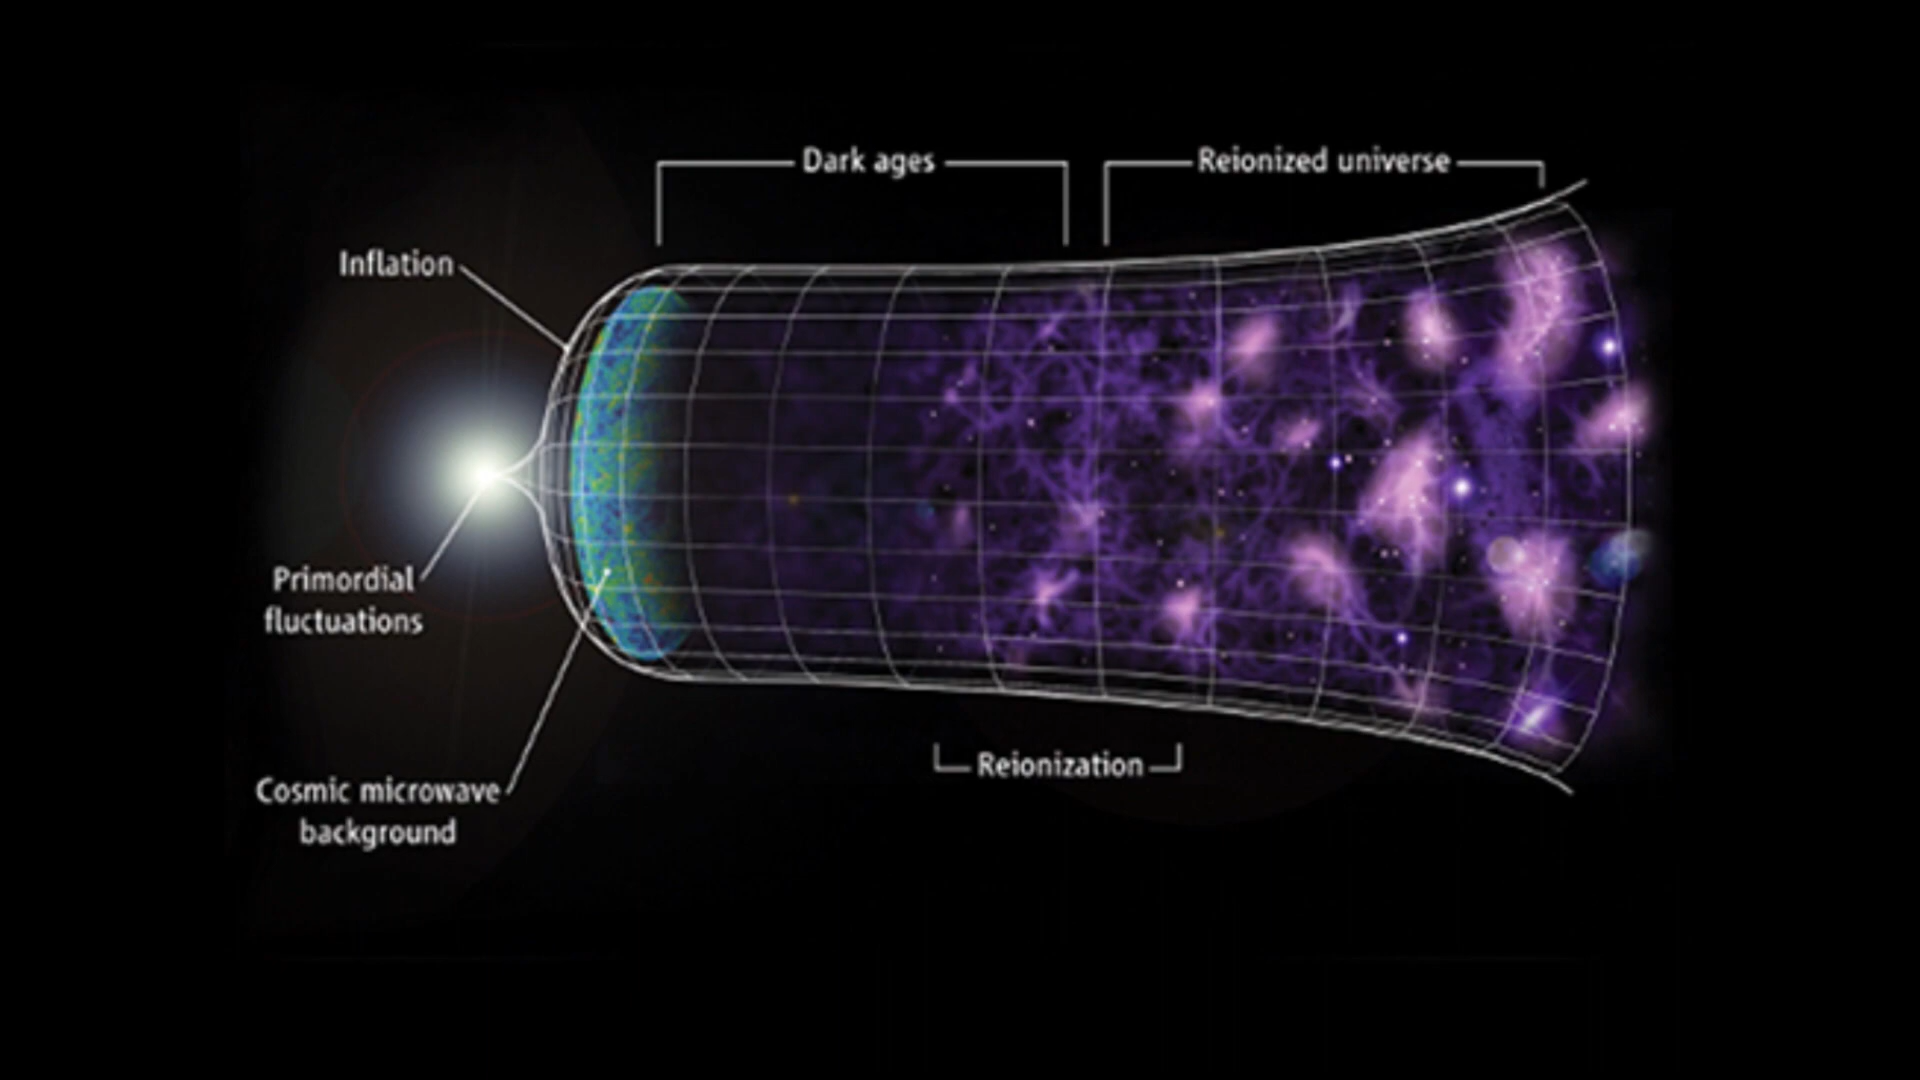 Dark ages
Reionized universe
Inflation
Primordial
fluctuations
Reionization
Cosmic microwave
background